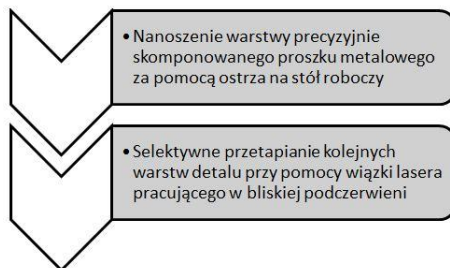 • Nanoszenie warstwy precyzyjnie
skomponowanego proszku metalowego
za pomocą ostrza na stół roboczy
• Selektywne przetapianie kolejnych
warstw detalu przy pomocy wiązki lasera
pracującego w bliskiej podczerwieni